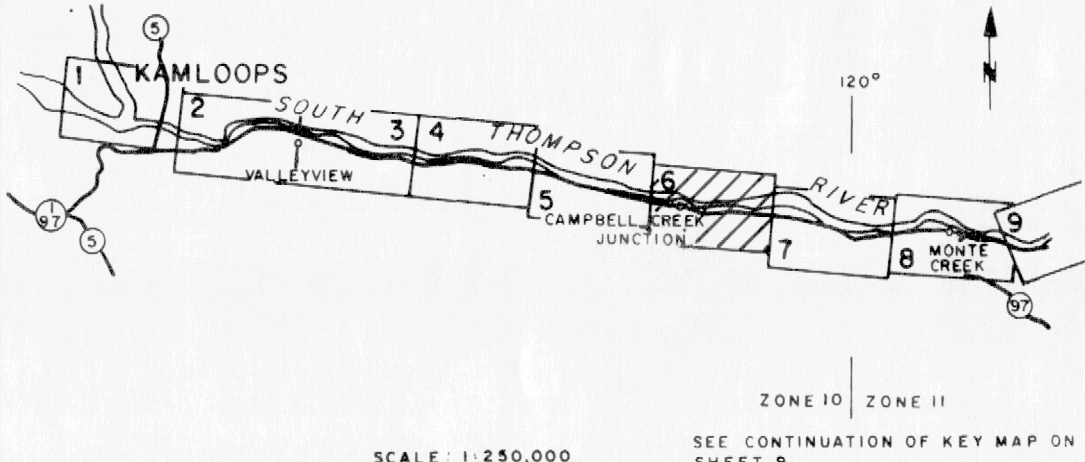 5
1 KAMLOOPS
2
SOUTH
3
4
THOMPSON
120°
N
VALLEYVIEW
5
6
RIVER
9
97
5
CAMPBELL CREEK
JUNCTION
7
8
MONTE
CREEK
97
ZONE 10 | ZONE 11
SCALE: 1:250,000
SEE CONTINUATION OF KEY MAP ON
SHEET 9